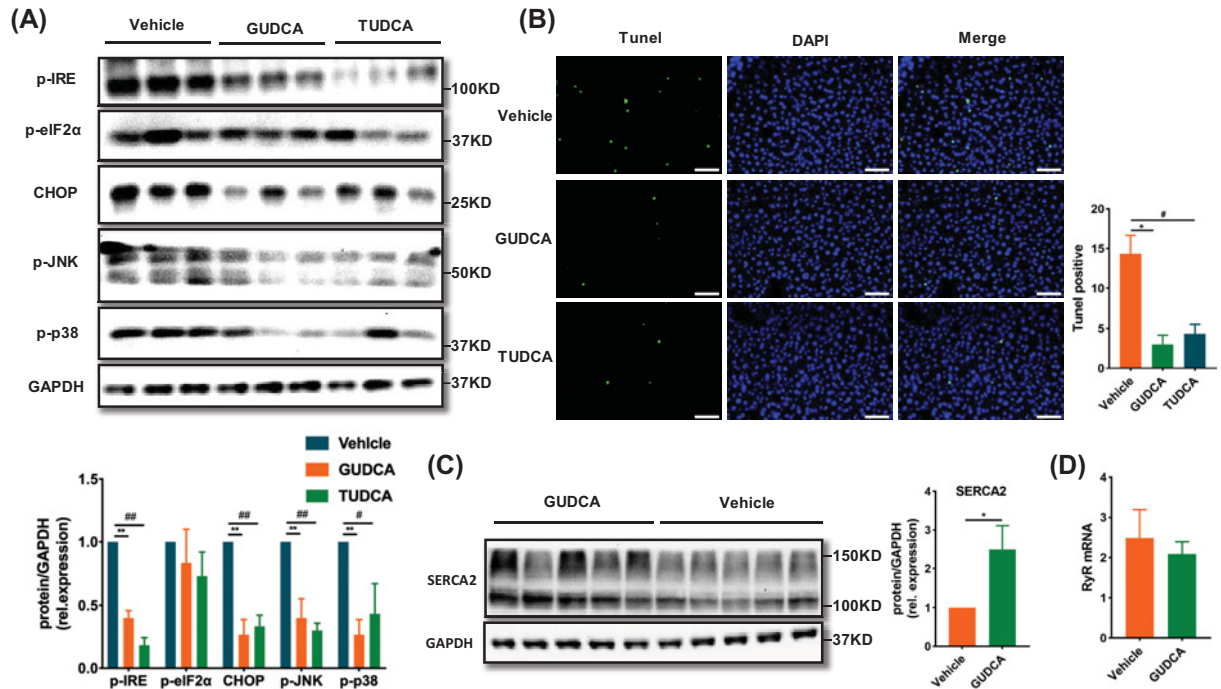 (A)
Vehicle GUDCA TUDCA
p-IRE
100KD
p-eIF2α
37KD
CHOP
25KD
p-JNK
50KD
p-p38
37KD
GAPDH
37KD
Vehlcle
GUDCA
TUDCA
protein/GAPDH
(rel.expression)
1.5
1.0
0.5
0.0
## ** ## ** ## ** # **
p-IRE p-eIF2α CHOP p-JNK p-p38
(B)
Tunel DAPI Merge
Vehicle
GUDCA
TUDCA
Tunel positive
20
15
10
5
0
#
*
Vehicle GUDCA TUDCA
(C)
GUDCA Vehicle
SERCA2
150KD
100KD
GAPDH
37KD
SERCA2
protein/GAPDH
(rel. expression)
4
3
2
1
0
*
Vehicle GUDCA
(D)
RyR mRNA
4
3
2
1
0
Vehicle GUDCA